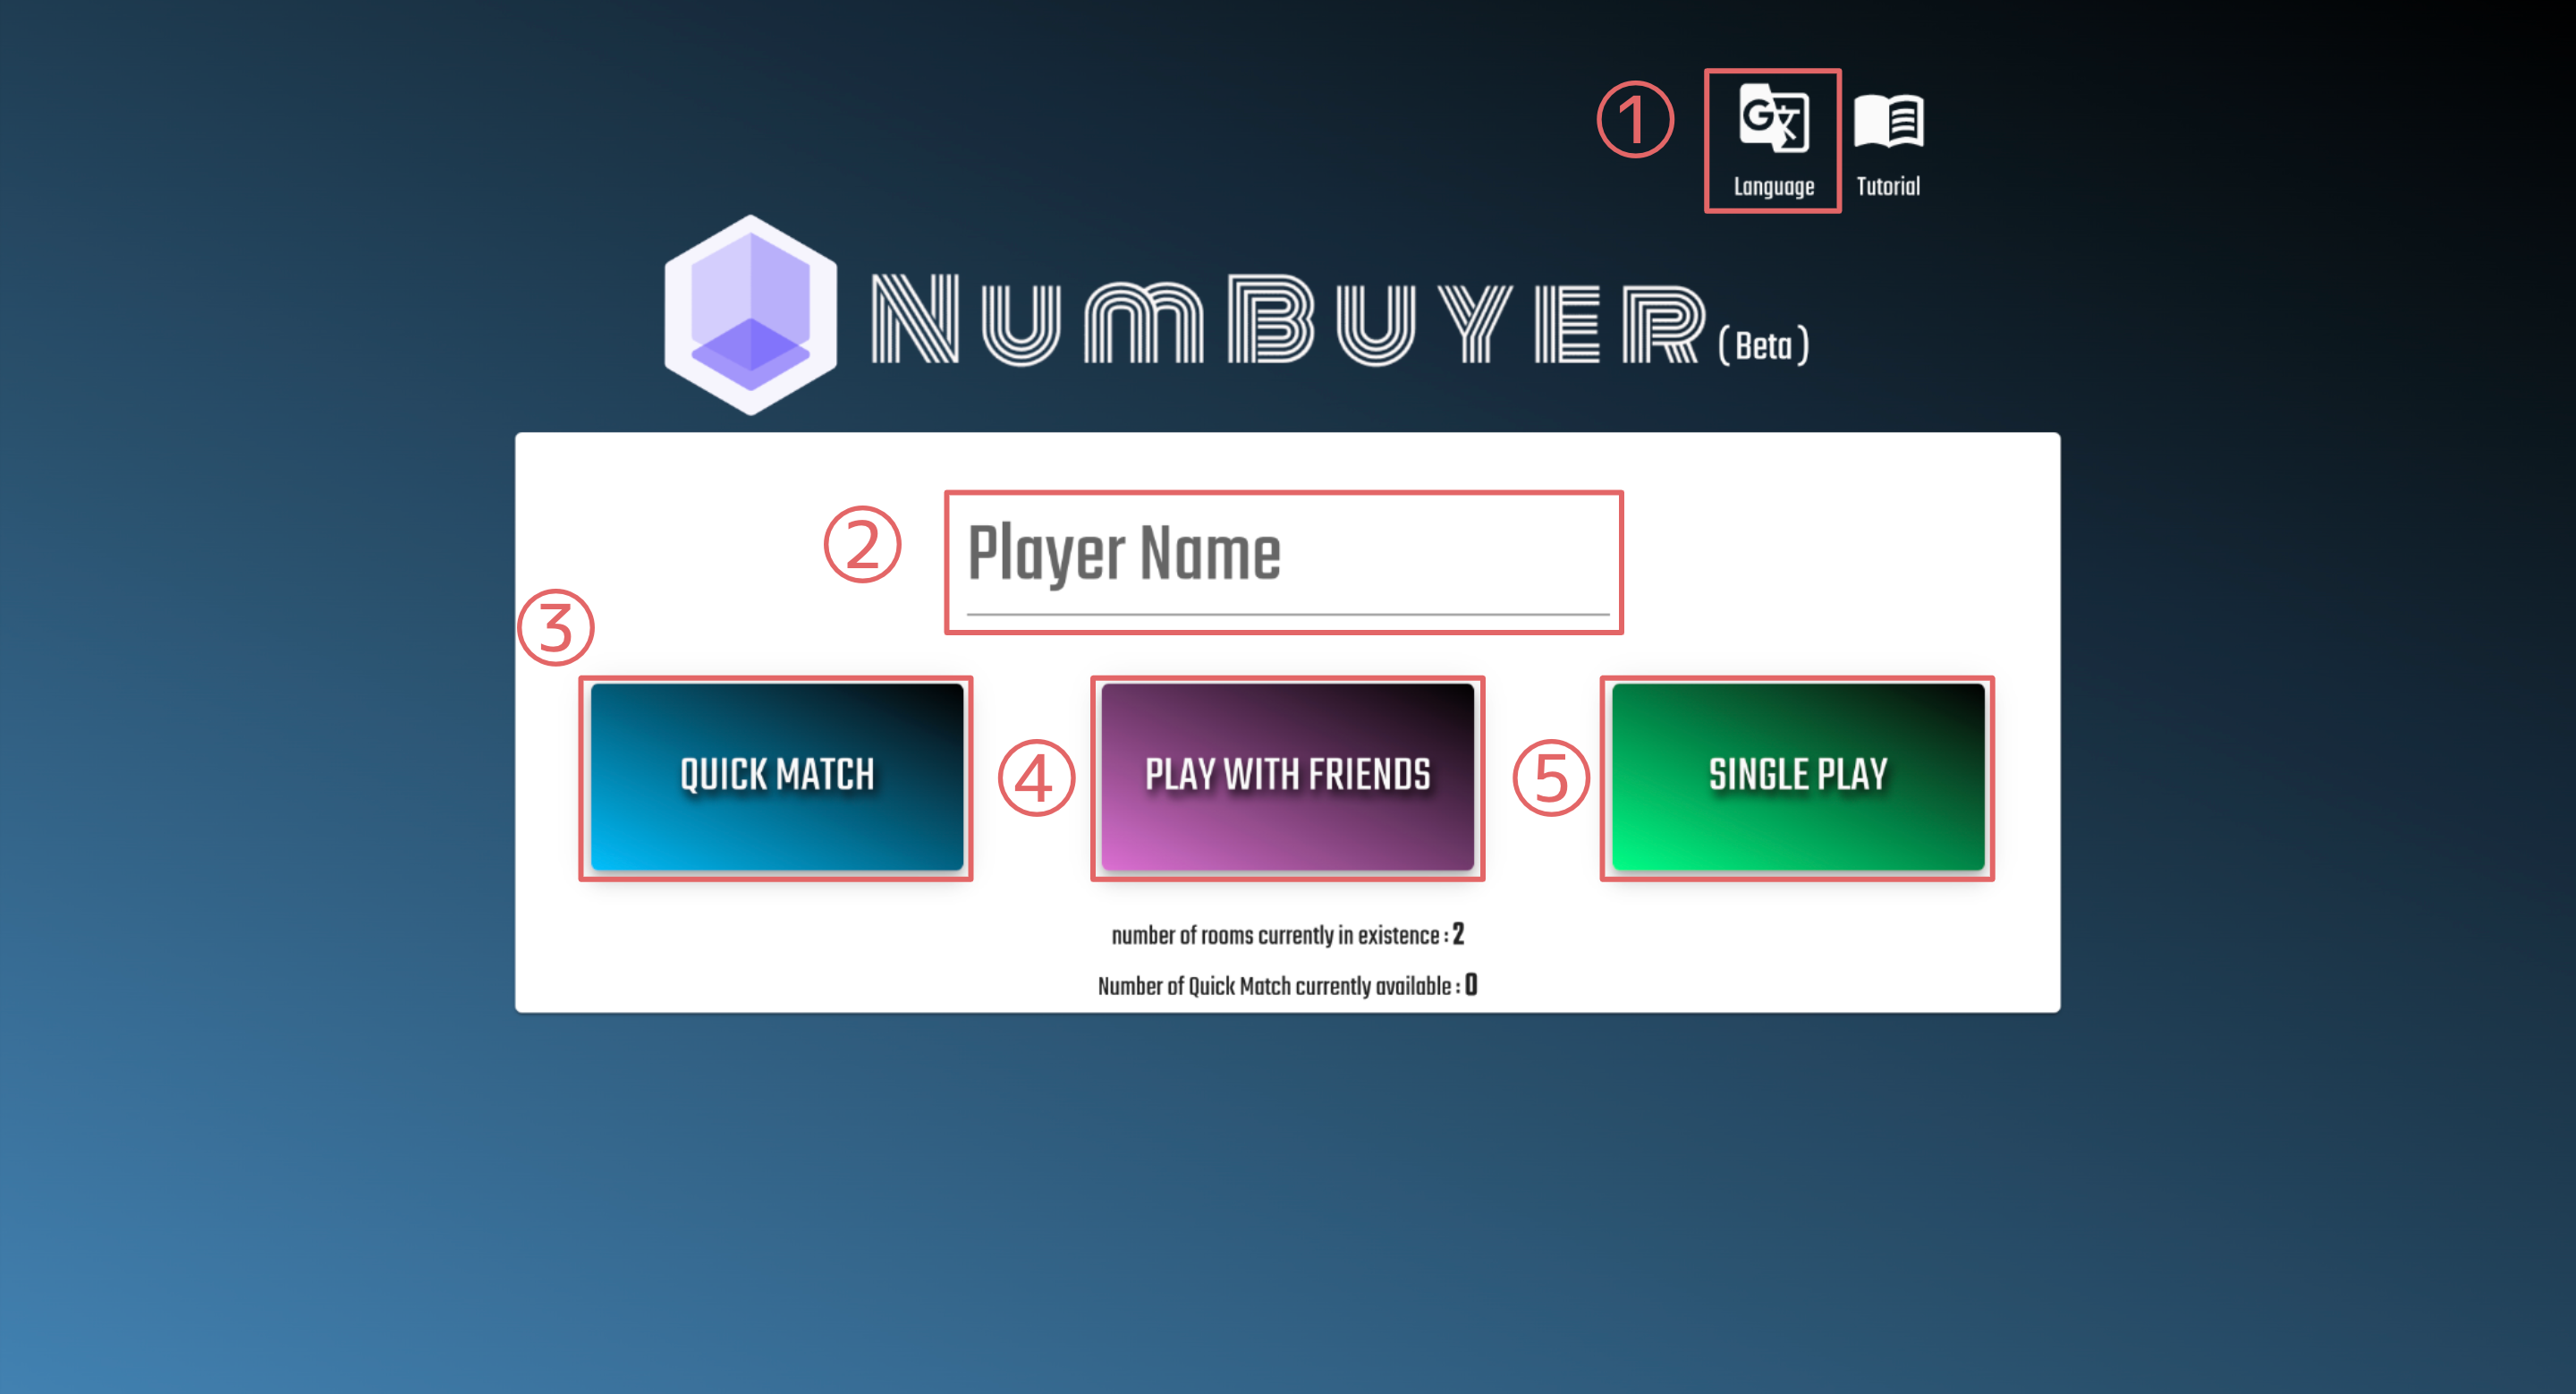 ①
Language Tutorial
NUMBUYER (Beta)
② Player Name
③
QUICK MATCH ④ PLAY WITH FRIENDS ⑤ SINGLE PLAY
number of rooms currently in existence : 2
Number of Quick Match currently available : 0